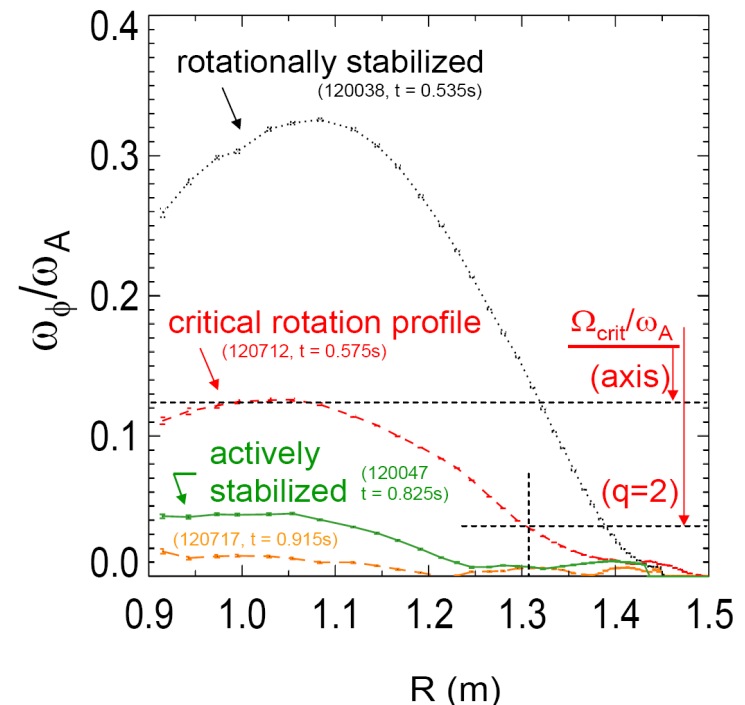 0.4
0.3
0.2
0.1
0.0
ω_ϕ/ω_A
rotationally stabilized
(120038, t = 0.535s)
critical rotation profile
(120712, t = 0.575s)
Ω_crit/ω_A
(axis)
actively
stabilized
(120047
t = 0.825s)
(q=2)
(120717, t = 0.915s)
0.9 1.0 1.1 1.2 1.3 1.4 1.5
R (m)